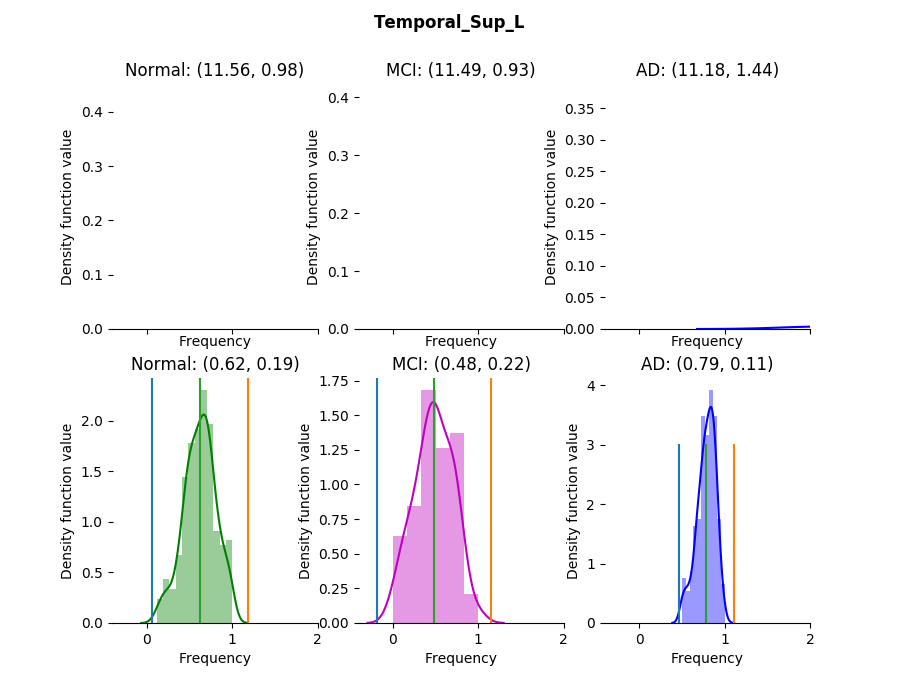 Temporal_Sup_L
Normal: (11.56, 0.98)
MCI: (11.49, 0.93)
AD: (11.18, 1.44)
Density function value
0.4
0.3
0.2
0.1
0.0
Frequency
Density function value
0.4
0.3
0.2
0.1
0.0
Frequency
Density function value
0.35
0.30
0.25
0.20
0.15
0.10
0.05
0.00
Frequency
Normal: (0.62, 0.19)
MCI: (0.48, 0.22)
AD: (0.79, 0.11)
Density function value
2.0
1.5
1.0
0.5
0.0
0 1 2
Frequency
Density function value
1.75
1.50
1.25
1.00
0.75
0.50
0.25
0.00
0 1 2
Frequency
Density function value
4
3
2
1
0
0 1 2
Frequency